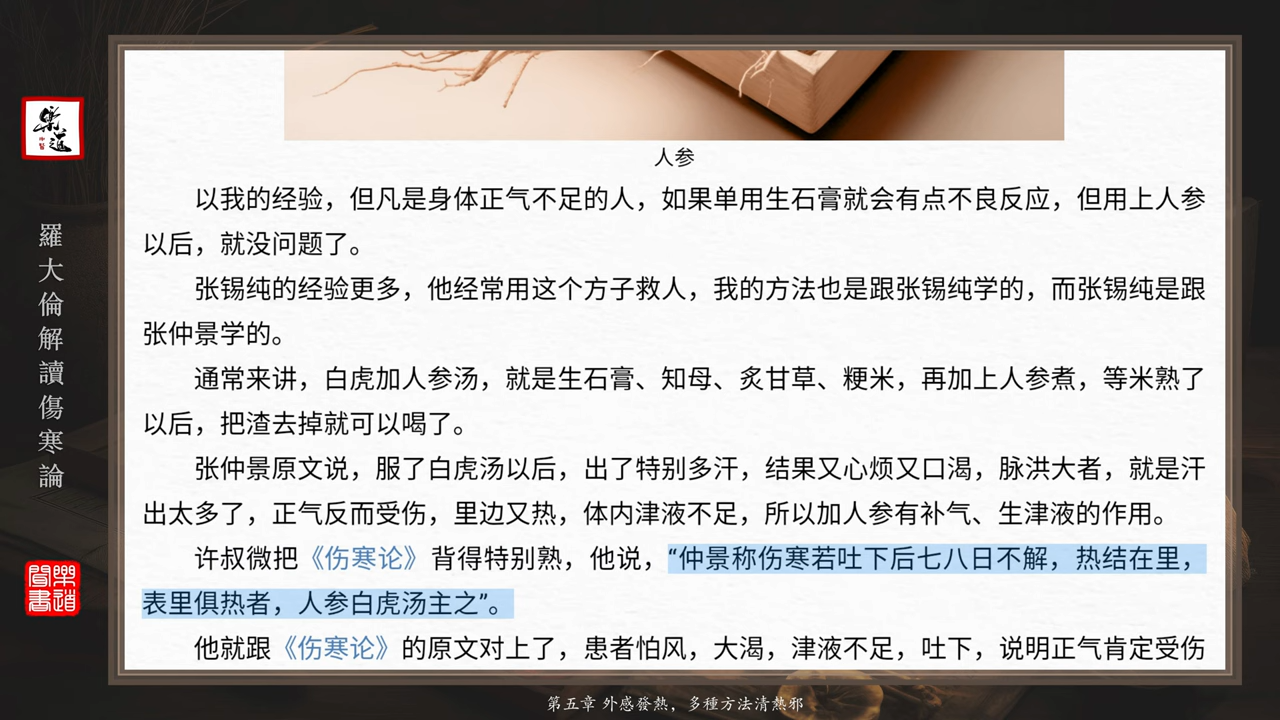 樂道
中醫
羅大倫解讀傷寒論
樂道
聞書
人参
以我的经验，但凡是身体正气不足的人，如果单用生石膏就会有点不良反应，但用上人参
以后，就没问题了。
张锡纯的经验更多，他经常用这个方子救人，我的方法也是跟张锡纯学的，而张锡纯是跟
张仲景学的。
通常来讲，白虎加人参汤，就是生石膏、知母、炙甘草、粳米，再加上人参煮，等米熟了
以后，把渣去掉就可以喝了。
张仲景原文说，服了白虎汤以后，出了特别多汗，结果又心烦又口渴，脉洪大者，就是汗
出太多了，正气反而受伤，里边又热，体内津液不足，所以加人参有补气、生津液的作用。
许叔微把《伤寒论》背得特别熟，他说，“仲景称伤寒若吐下后七八日不解，热结在里，
表里俱热者，人参白虎汤主之”。
他就跟《伤寒论》的原文对上了，患者怕风，大渴，津液不足，吐下，说明正气肯定受伤
第五章 外感發熱，多種方法清熱邪